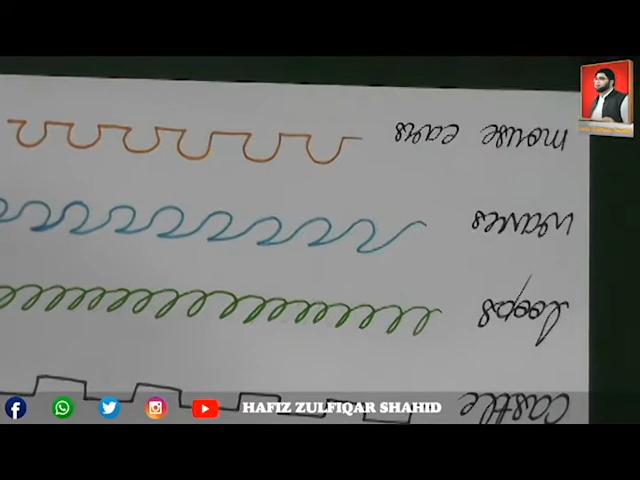 mouse ears
waves
loops
castle
HAFIZ ZULFIQAR SHAHID